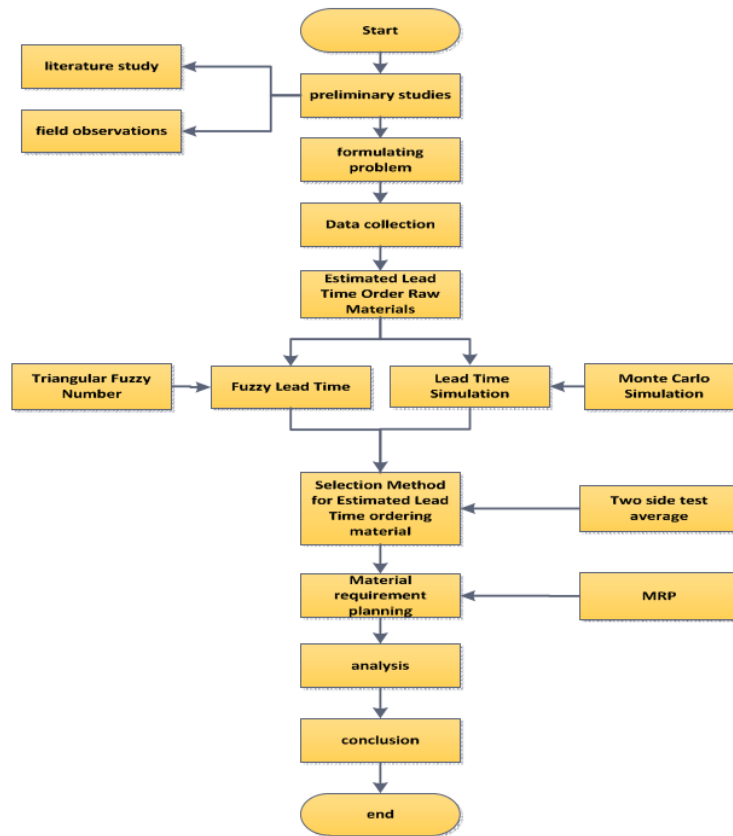 Start
literature study
preliminary studies
field observations
formulating
problem
Data collection
Estimated Lead
Time Order Raw
Materials
Triangular Fuzzy
Number
Fuzzy Lead Time
Lead Time
Simulation
Monte Carlo
Simulation
Selection Method
for Estimated Lead
Time ordering
material
Two side test
average
Material
requirement
planning
MRP
analysis
conclusion
end